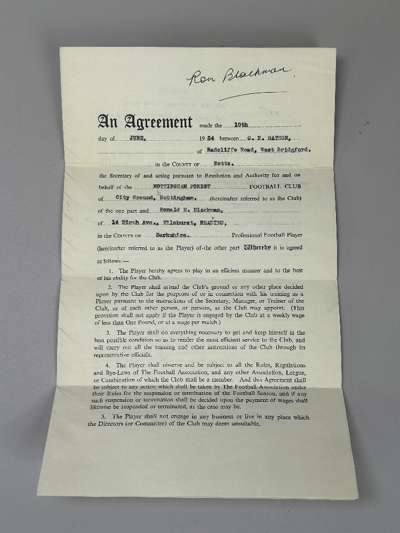 Ron Blackman.
An Agreement made the 10th
day of JUNE, 19 54 between G. N. WATSON,
of Radcliffe Road, West Bridgford.
in the COUNTY OF Notts.
the Secretary of and acting pursuant to Resolution and Authority for and on
behalf of the NOTTINGHAM FOREST FOOTBALL CLUB
of City Ground, Nottingham. (hereinafter referred to as the Club)
of the one part and Ronald H. Blackman.
of 14 Birch Ave., Tilehurst, READING.
in the COUNTY OF Berkshire. Professional Football Player
(hereinafter referred to as the Player) of the other part Whereby it is agreed
as follows:—
1. The Player hereby agrees to play in an efficient manner and to the best
of his ability for the Club.
2. The Player shall attend the Club's ground or any other place decided
upon by the Club for the purposes of or in connection with his training as a
Player pursuant to the instructions of the Secretary, Manager, or Trainer of the
Club, or of such other person, or persons, as the Club may appoint. (This
provision shall not apply if the Player is engaged by the Club at a weekly wage
of less than One Pound, or at a wage per match.)
3. The Player shall do everything necessary to get and keep himself in the
best possible condition so as to render the most efficient service to the Club, and
will carry out all the training and other instructions of the Club through its
representative officials.
4. The Player shall observe and be subject to all the Rules, Regulations
and Bye-Laws of The Football Association, and any other Association, League,
or Combination of which the Club shall be a member. And this Agreement shall
be subject to any action which shall be taken by The Football Association under
their Rules for the suspension or termination of the Football Season, and if any
such suspension or termination shall be decided upon the payment of wages shall
likewise be suspended or terminated, as the case may be.
5. The Player shall not engage in any business or live in any place which
the Directors (or Committee) of the Club may deem unsuitable.